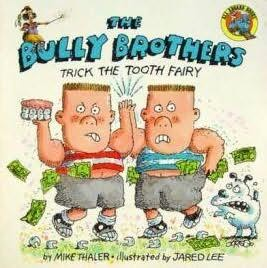 THE
BULLY BROTHERS
TRICK THE TOOTH FAIRY
by MIKE THALER • illustrated by JARED LEE